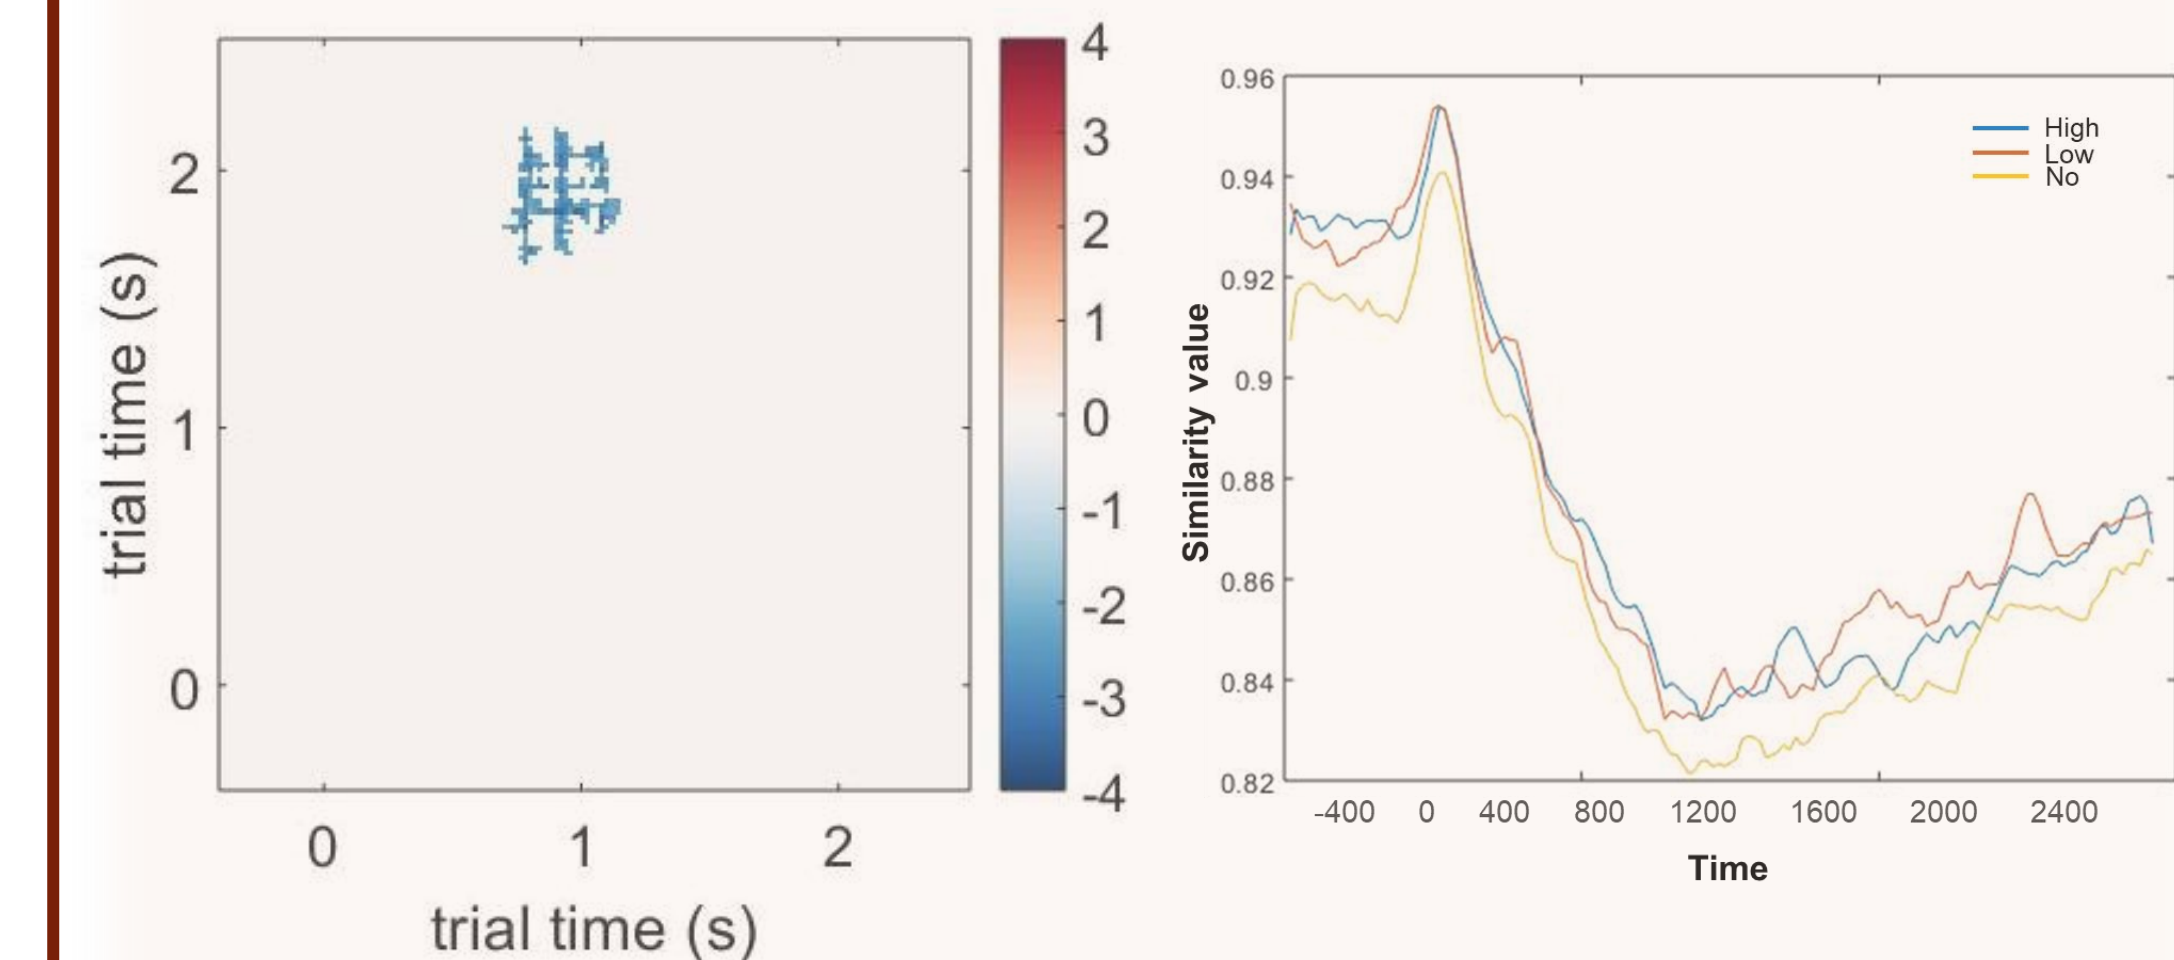 4
3
2
1
0
-1
-2
-3
-4
2
1
0
trial time (s)
0 1 2
trial time (s)
0.96
0.94
0.92
0.9
0.88
0.86
0.84
0.82
Similarity value
High
Low
No
-400 0 400 800 1200 1600 2000 2400
Time